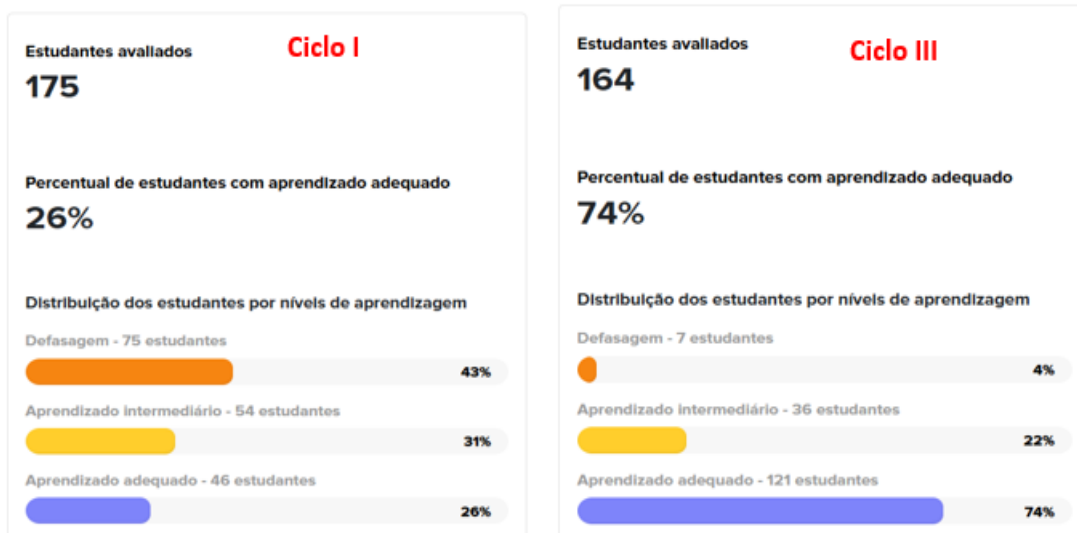 Estudantes avaliados
Ciclo I
175
Percentual de estudantes com aprendizado adequado
26%
Distribuição dos estudantes por níveis de aprendizagem
Defasagem - 75 estudantes
43%
Aprendizado intermediário - 54 estudantes
31%
Aprendizado adequado - 46 estudantes
26%
Estudantes avaliados
Ciclo III
164
Percentual de estudantes com aprendizado adequado
74%
Distribuição dos estudantes por níveis de aprendizagem
Defasagem - 7 estudantes
4%
Aprendizado intermediário - 36 estudantes
22%
Aprendizado adequado - 121 estudantes
74%